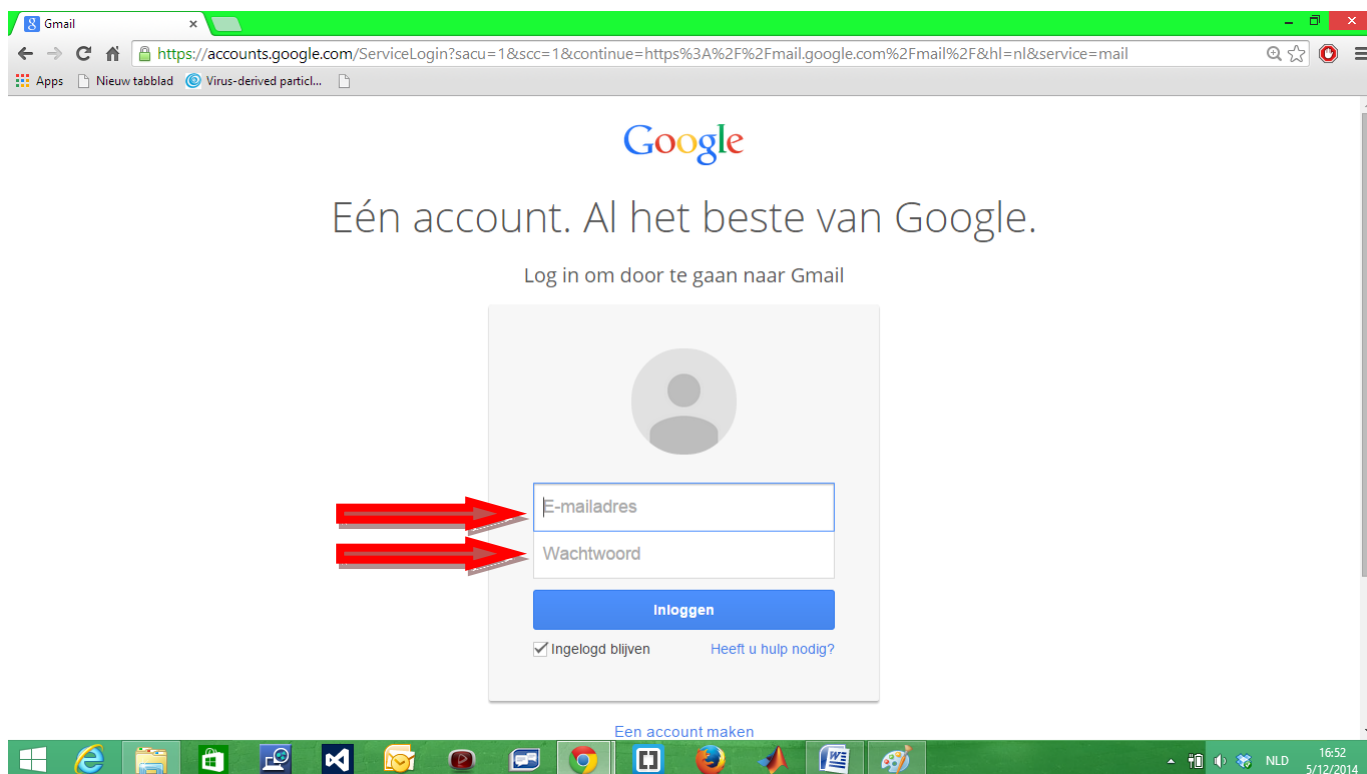 Gmail
https://accounts.google.com/ServiceLogin?sacu=1&scc=1&continue=https%3A%2F%2Fmail.google.com%2Fmail%2F&hl=nl&service=mail
Apps Nieuw tabblad Virus-derived particl...
Google
Eén account. Al het beste van Google.
Log in om door te gaan naar Gmail
E-mailadres
Wachtwoord
Inloggen
Ingelogd blijven Heeft u hulp nodig?
Een account maken
NLD 16:52
5/12/2014